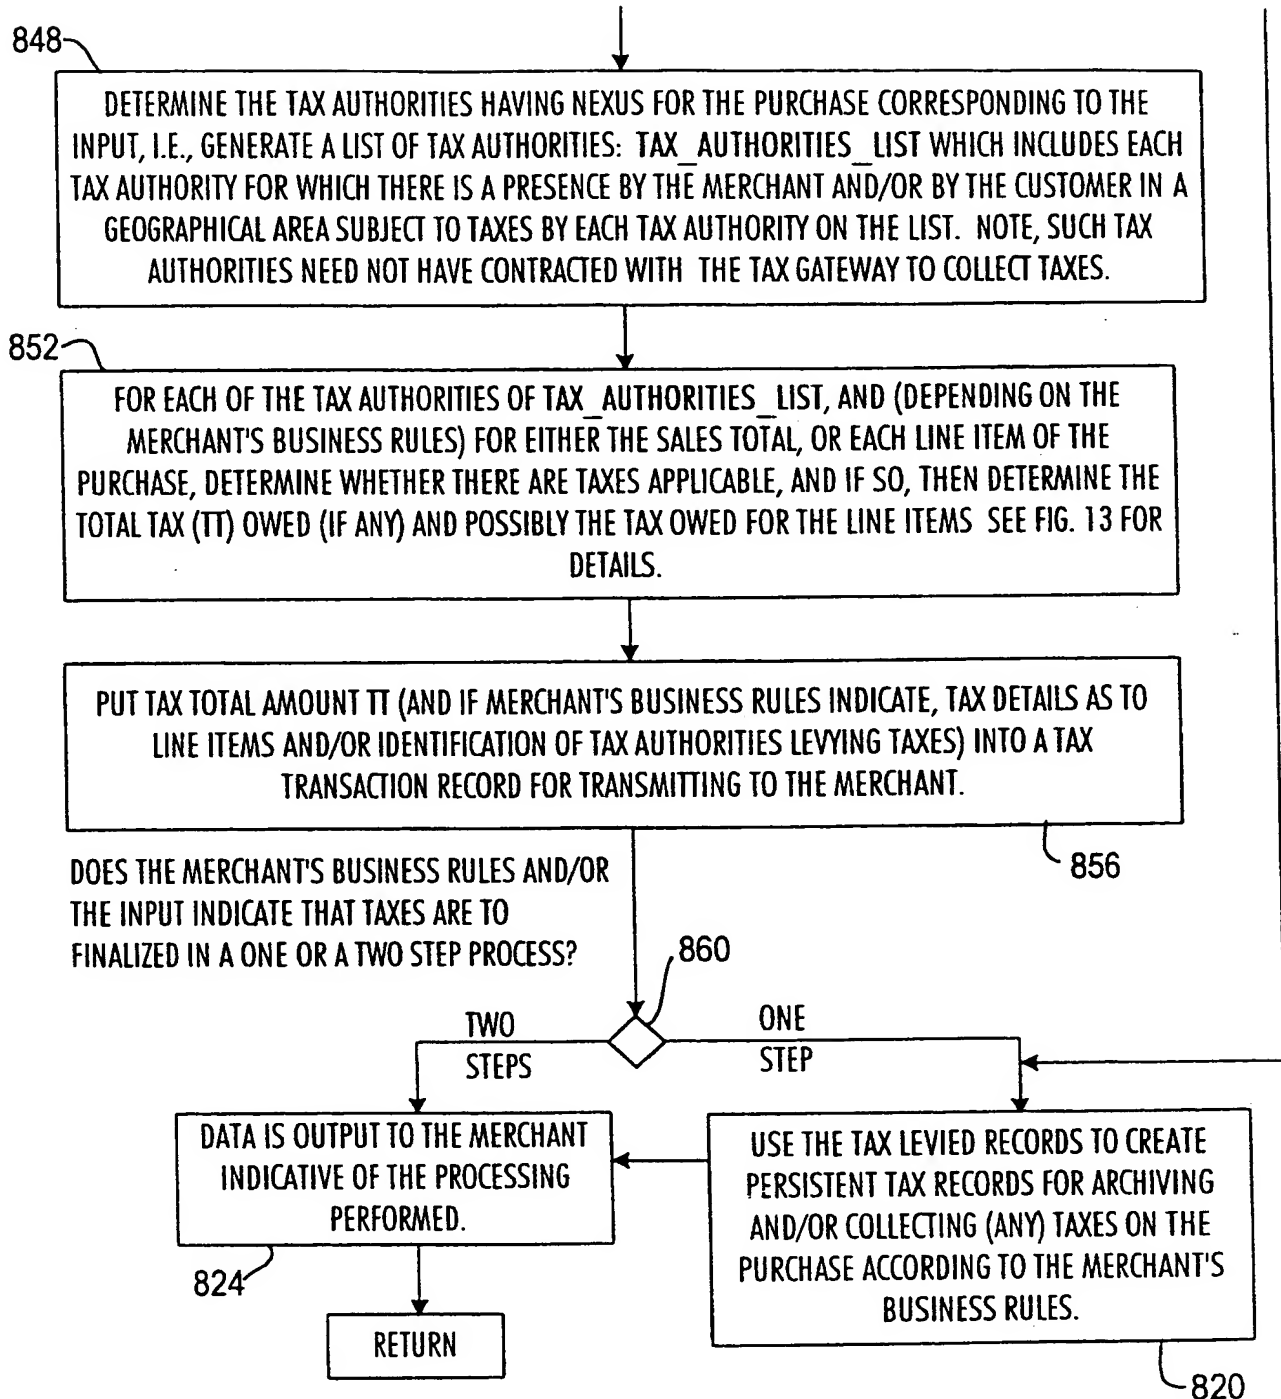 848
DETERMINE THE TAX AUTHORITIES HAVING NEXUS FOR THE PURCHASE CORRESPONDING TO THE
INPUT, I.E., GENERATE A LIST OF TAX AUTHORITIES: TAX_AUTHORITIES_LIST WHICH INCLUDES EACH
TAX AUTHORITY FOR WHICH THERE IS A PRESENCE BY THE MERCHANT AND/OR BY THE CUSTOMER IN A
GEOGRAPHICAL AREA SUBJECT TO TAXES BY EACH TAX AUTHORITY ON THE LIST. NOTE, SUCH TAX
AUTHORITIES NEED NOT HAVE CONTRACTED WITH THE TAX GATEWAY TO COLLECT TAXES.
852
FOR EACH OF THE TAX AUTHORITIES OF TAX_AUTHORITIES_LIST, AND (DEPENDING ON THE
MERCHANT'S BUSINESS RULES) FOR EITHER THE SALES TOTAL, OR EACH LINE ITEM OF THE
PURCHASE, DETERMINE WHETHER THERE ARE TAXES APPLICABLE, AND IF SO, THEN DETERMINE THE
TOTAL TAX (TT) OWED (IF ANY) AND POSSIBLY THE TAX OWED FOR THE LINE ITEMS SEE FIG. 13 FOR
DETAILS.
PUT TAX TOTAL AMOUNT TT (AND IF MERCHANT'S BUSINESS RULES INDICATE, TAX DETAILS AS TO
LINE ITEMS AND/OR IDENTIFICATION OF TAX AUTHORITIES LEVYING TAXES) INTO A TAX
TRANSACTION RECORD FOR TRANSMITTING TO THE MERCHANT.
856
DOES THE MERCHANT'S BUSINESS RULES AND/OR
THE INPUT INDICATE THAT TAXES ARE TO
FINALIZED IN A ONE OR A TWO STEP PROCESS?
860
TWO
STEPS
ONE
STEP
DATA IS OUTPUT TO THE MERCHANT
INDICATIVE OF THE PROCESSING
PERFORMED.
824
RETURN
USE THE TAX LEVIED RECORDS TO CREATE
PERSISTENT TAX RECORDS FOR ARCHIVING
AND/OR COLLECTING (ANY) TAXES ON THE
PURCHASE ACCORDING TO THE MERCHANT'S
BUSINESS RULES.
820